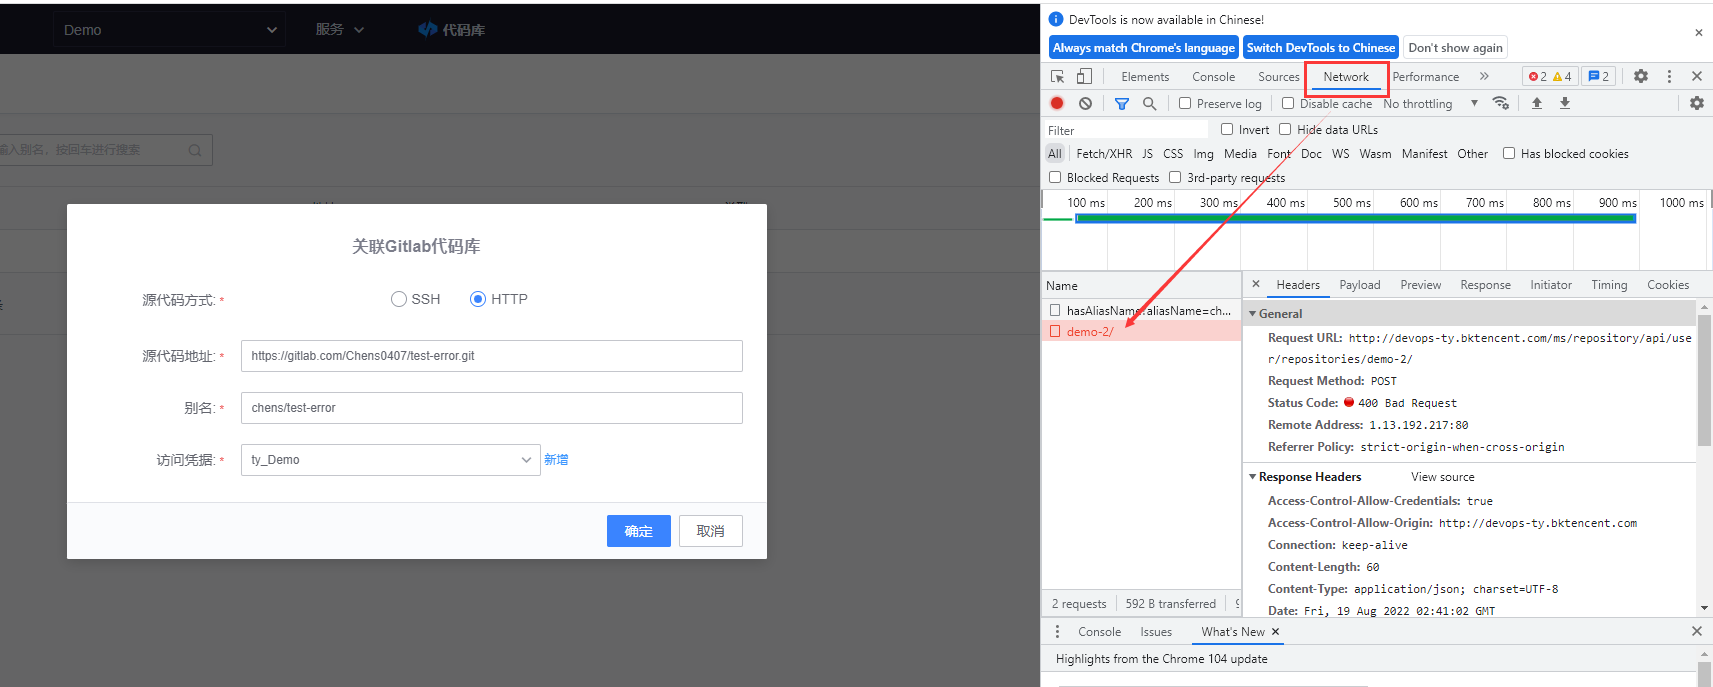 Demo
服务
代码库
输入别名，按回车进行搜索
关联Gitlab代码库
源代码方式: *
SSH
HTTP
源代码地址: *
https://gitlab.com/Chens0407/test-error.git
别名: *
chens/test-error
访问凭据: *
ty_Demo
新增
确定
取消
DevTools is now available in Chinese!
Always match Chrome's language
Switch DevTools to Chinese
Don't show again
Elements
Console
Sources
Network
Performance
2
4
2
Preserve log
Disable cache
No throttling
Filter
Invert
Hide data URLs
All
Fetch/XHR
JS
CSS
Img
Media
Font
Doc
WS
Wasm
Manifest
Other
Has blocked cookies
Blocked Requests
3rd-party requests
100 ms
200 ms
300 ms
400 ms
500 ms
600 ms
700 ms
800 ms
900 ms
1000 ms
Name
hasAliasName?aliasName=ch...
demo-2/
2 requests
592 B transferred
Headers
Payload
Preview
Response
Initiator
Timing
Cookies
General
Request URL: http://devops-ty.bktencent.com/ms/repository/api/use
r/repositories/demo-2/
Request Method: POST
Status Code: 400 Bad Request
Remote Address: 1.13.192.217:80
Referrer Policy: strict-origin-when-cross-origin
Response Headers
View source
Access-Control-Allow-Credentials: true
Access-Control-Allow-Origin: http://devops-ty.bktencent.com
Connection: keep-alive
Content-Length: 60
Content-Type: application/json; charset=UTF-8
Date: Fri, 19 Aug 2022 02:41:02 GMT
Console
Issues
What's New
Highlights from the Chrome 104 update